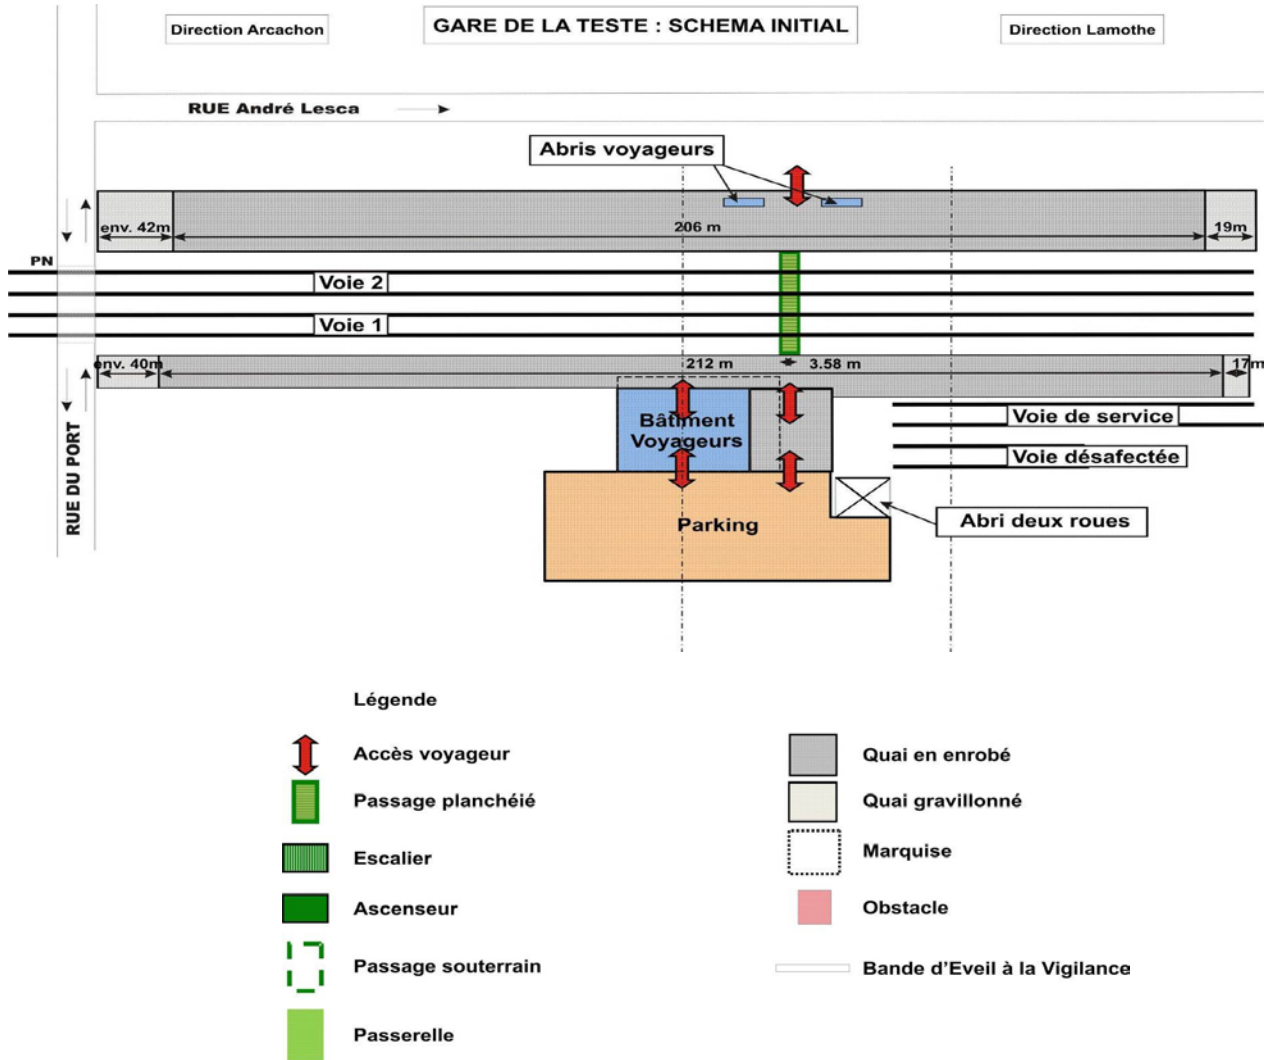 Direction Arcachon
GARE DE LA TESTE : SCHEMA INITIAL
Direction Lamothe
RUE André Lesca
Abris voyageurs
env. 42m
206 m
19m
PN
Voie 2
Voie 1
env. 40m
212 m
3.58 m
17m
Bâtiment
Voyageurs
Voie de service
Voie désafectée
RUE DU PORT
Parking
Abri deux roues
Légende
Accès voyageur
Quai en enrobé
Passage planchéié
Quai gravillonné
Escalier
Marquise
Ascenseur
Obstacle
Passage souterrain
Bande d'Eveil à la Vigilance
Passerelle